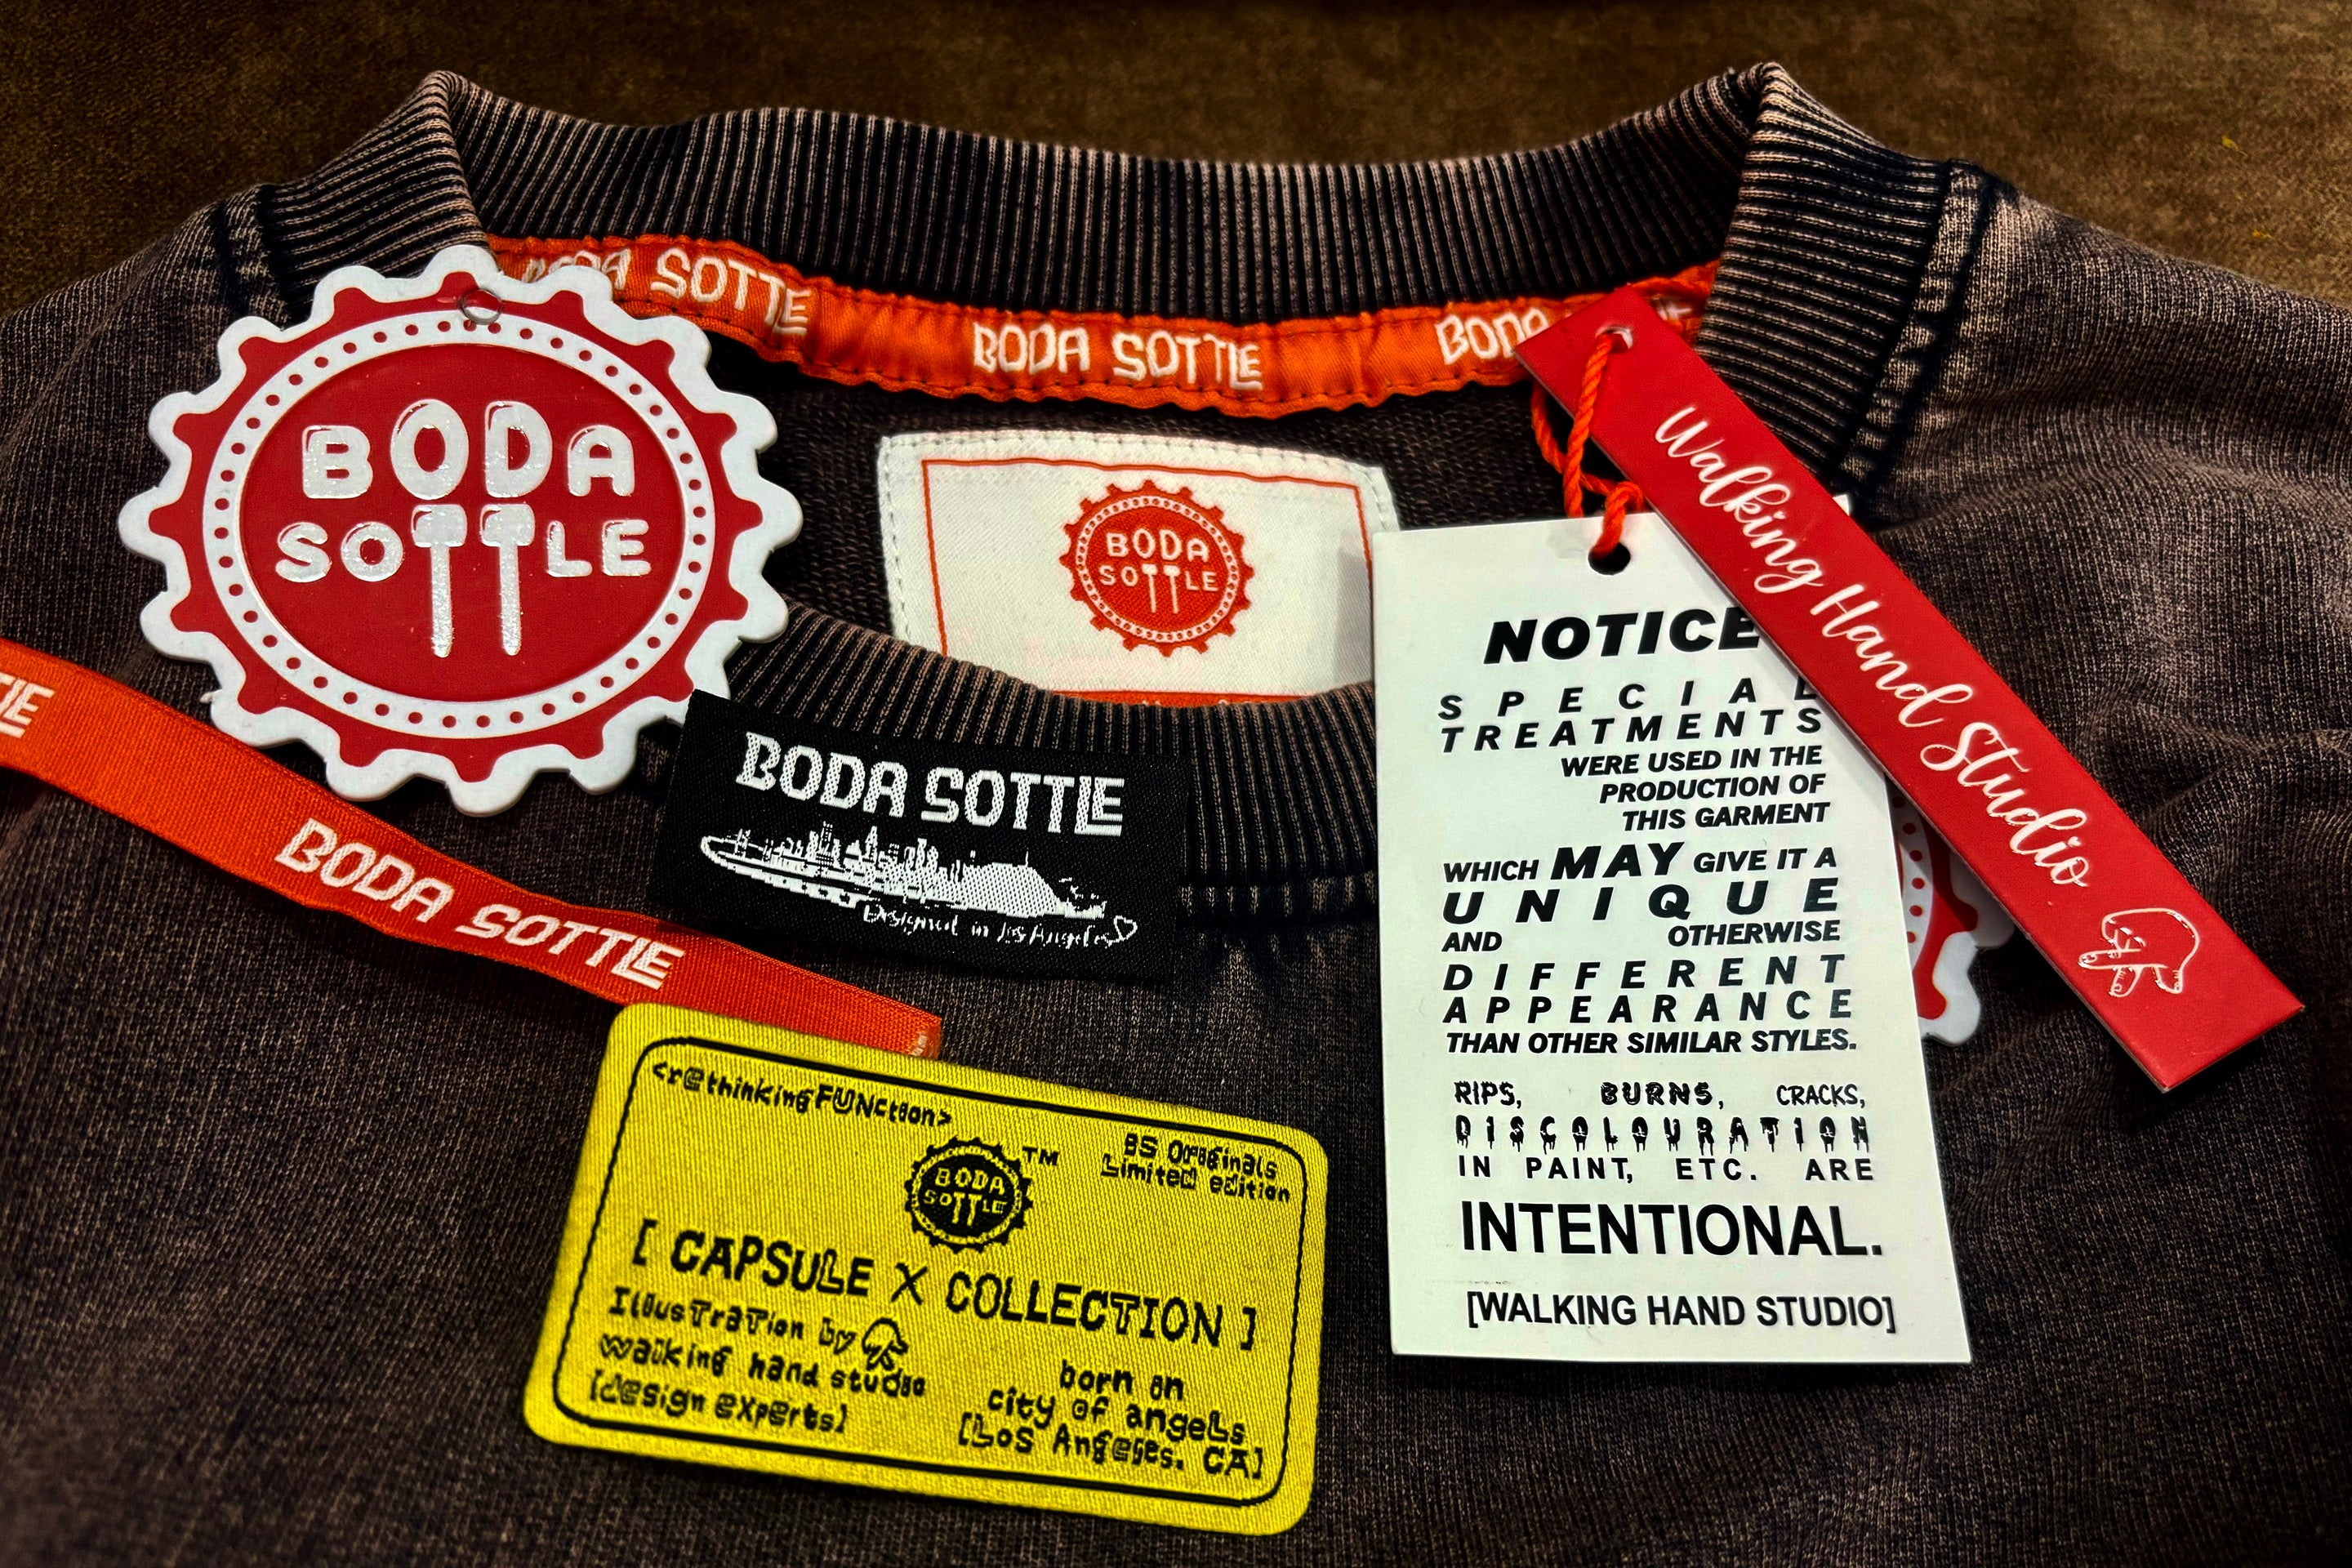 BODA SOTTLE
BODA SOTTLE
BODA
BODA
SOTTLE
BODA
SOTTLE
Walking Hand Studio
NOTICE
SPECIAL
TREATMENTS
WERE USED IN THE
PRODUCTION OF
THIS GARMENT
WHICH MAY GIVE IT A
UNIQUE
AND OTHERWISE
DIFFERENT
APPEARANCE
THAN OTHER SIMILAR STYLES.
RIPS, BURNS, CRACKS,
DISCOLOURATION
IN PAINT, ETC. ARE
INTENTIONAL.
[WALKING HAND STUDIO]
BODA SOTTLE
Designed in Los Angeles
TLE
BODA SOTTLE
<r@thinkingFUNction>
BS Originals
Limited edition
BODA
SOTTLE
TM
[ CAPSULE X COLLECTION ]
IllusTraTion by
walking hand studio
[design experts]
born in
city of angels
[Los Angeles. CA]